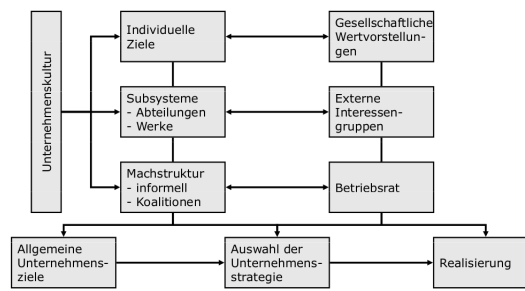 Unternehmenskultur
Individuelle
Ziele
Gesellschaftliche
Wertvorstellun-
gen
Subsysteme
- Abteilungen
- Werke
Externe
Interessen-
gruppen
Machstruktur
- informell
- Koalitionen
Betriebsrat
Allgemeine
Unternehmens-
ziele
Auswahl der
Unternehmens-
strategie
Realisierung